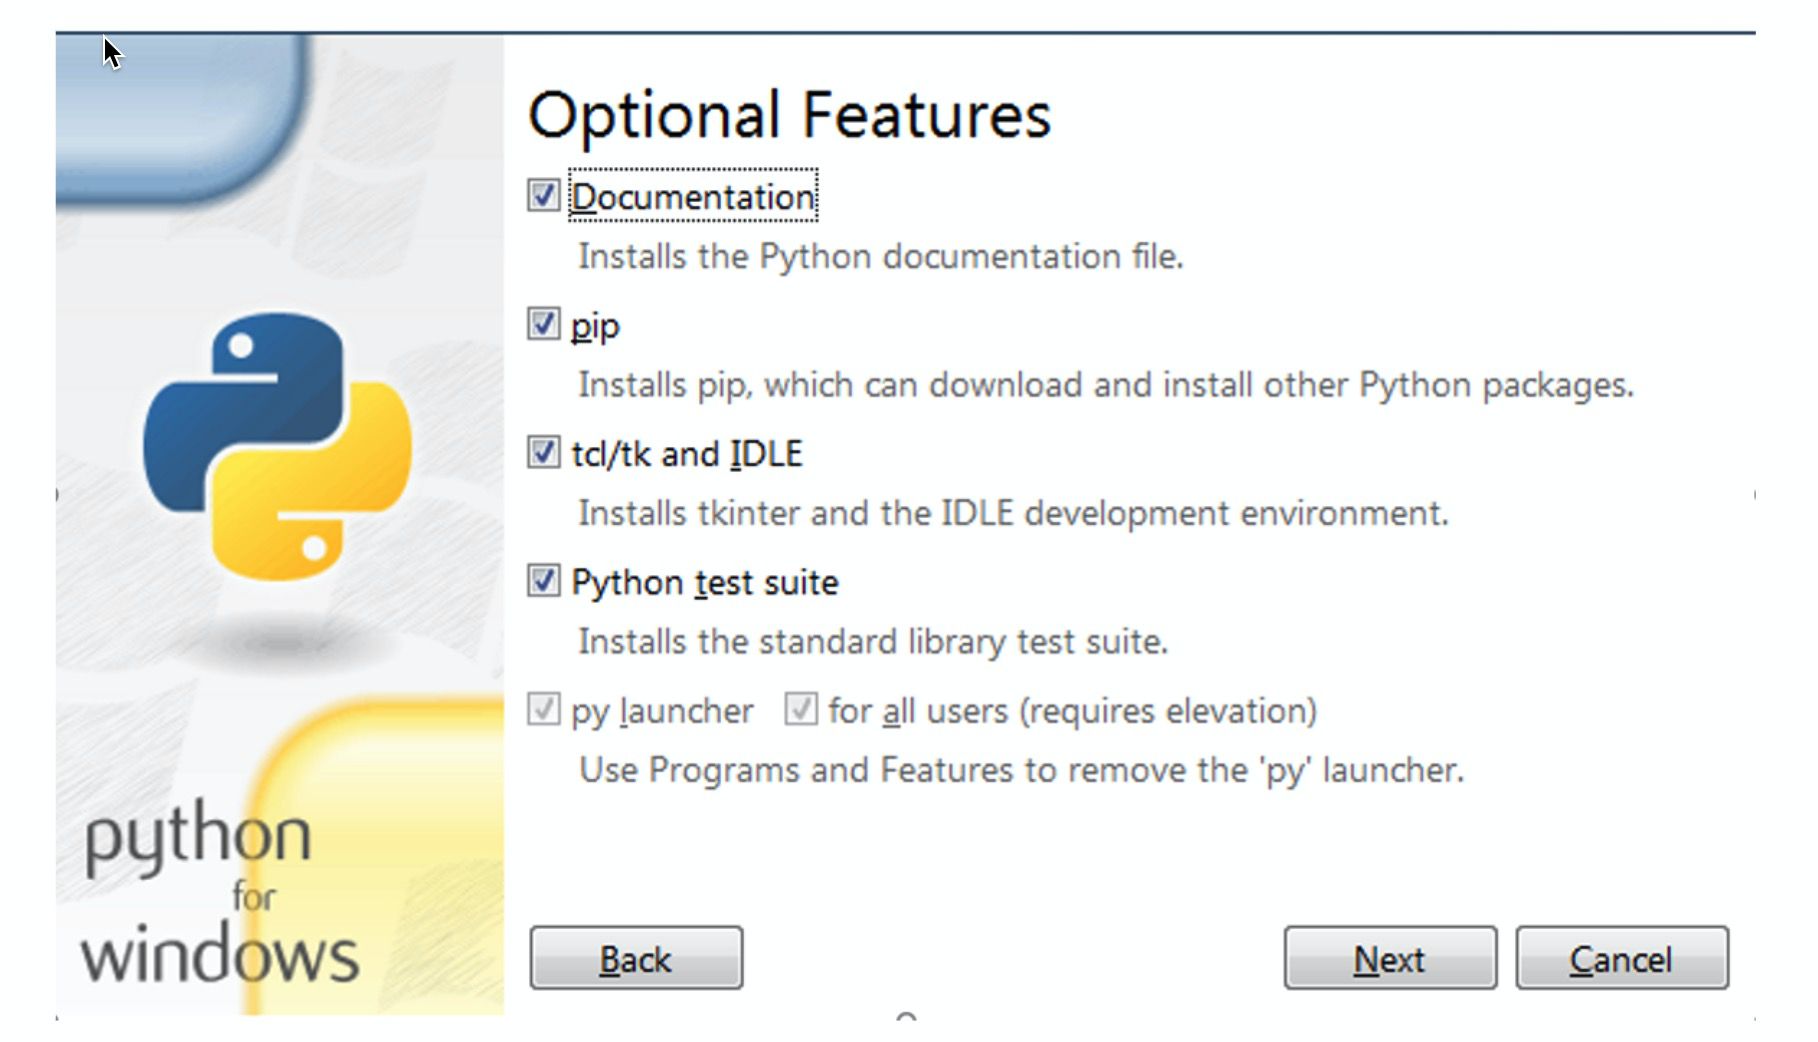 Optional Features
Documentation
Installs the Python documentation file.
pip
Installs pip, which can download and install other Python packages.
tcl/tk and IDLE
Installs tkinter and the IDLE development environment.
Python test suite
Installs the standard library test suite.
py launcher for all users (requires elevation)
Use Programs and Features to remove the 'py' launcher.
python
for
windows
Back Next Cancel